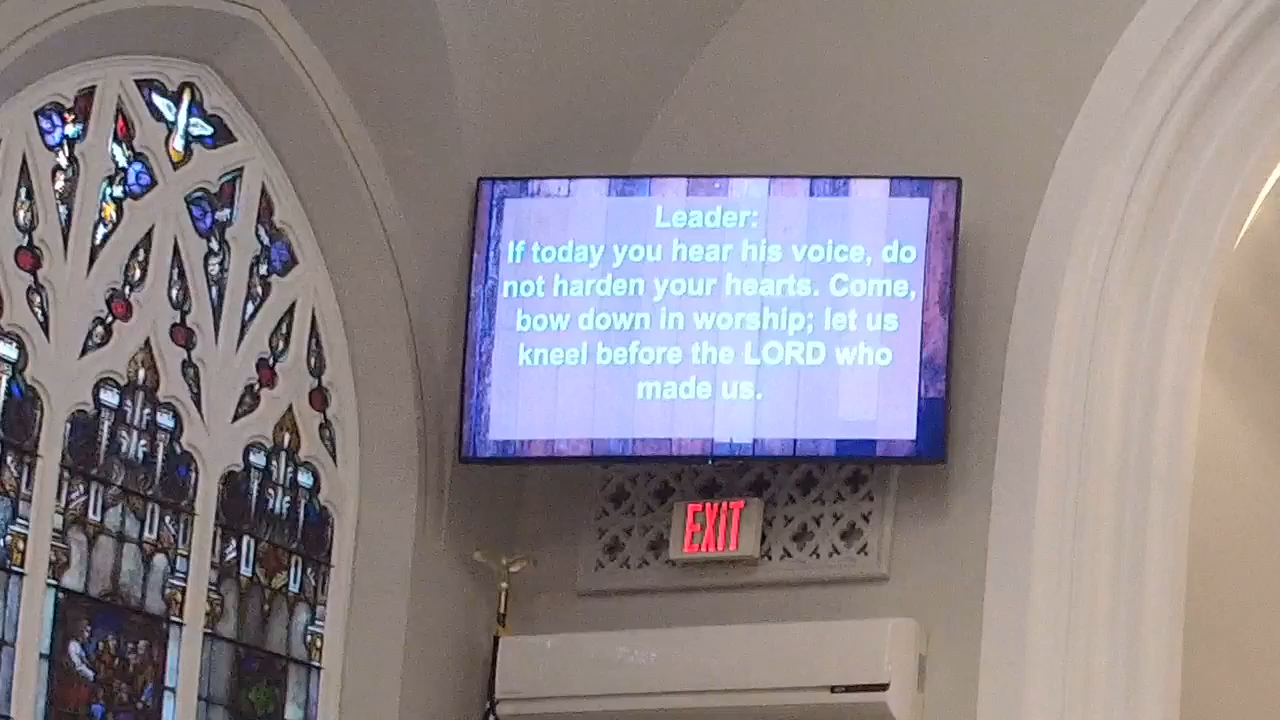 Leader:
If today you hear his voice, do
not harden your hearts. Come,
bow down in worship; let us
kneel before the LORD who
made us.
EXIT